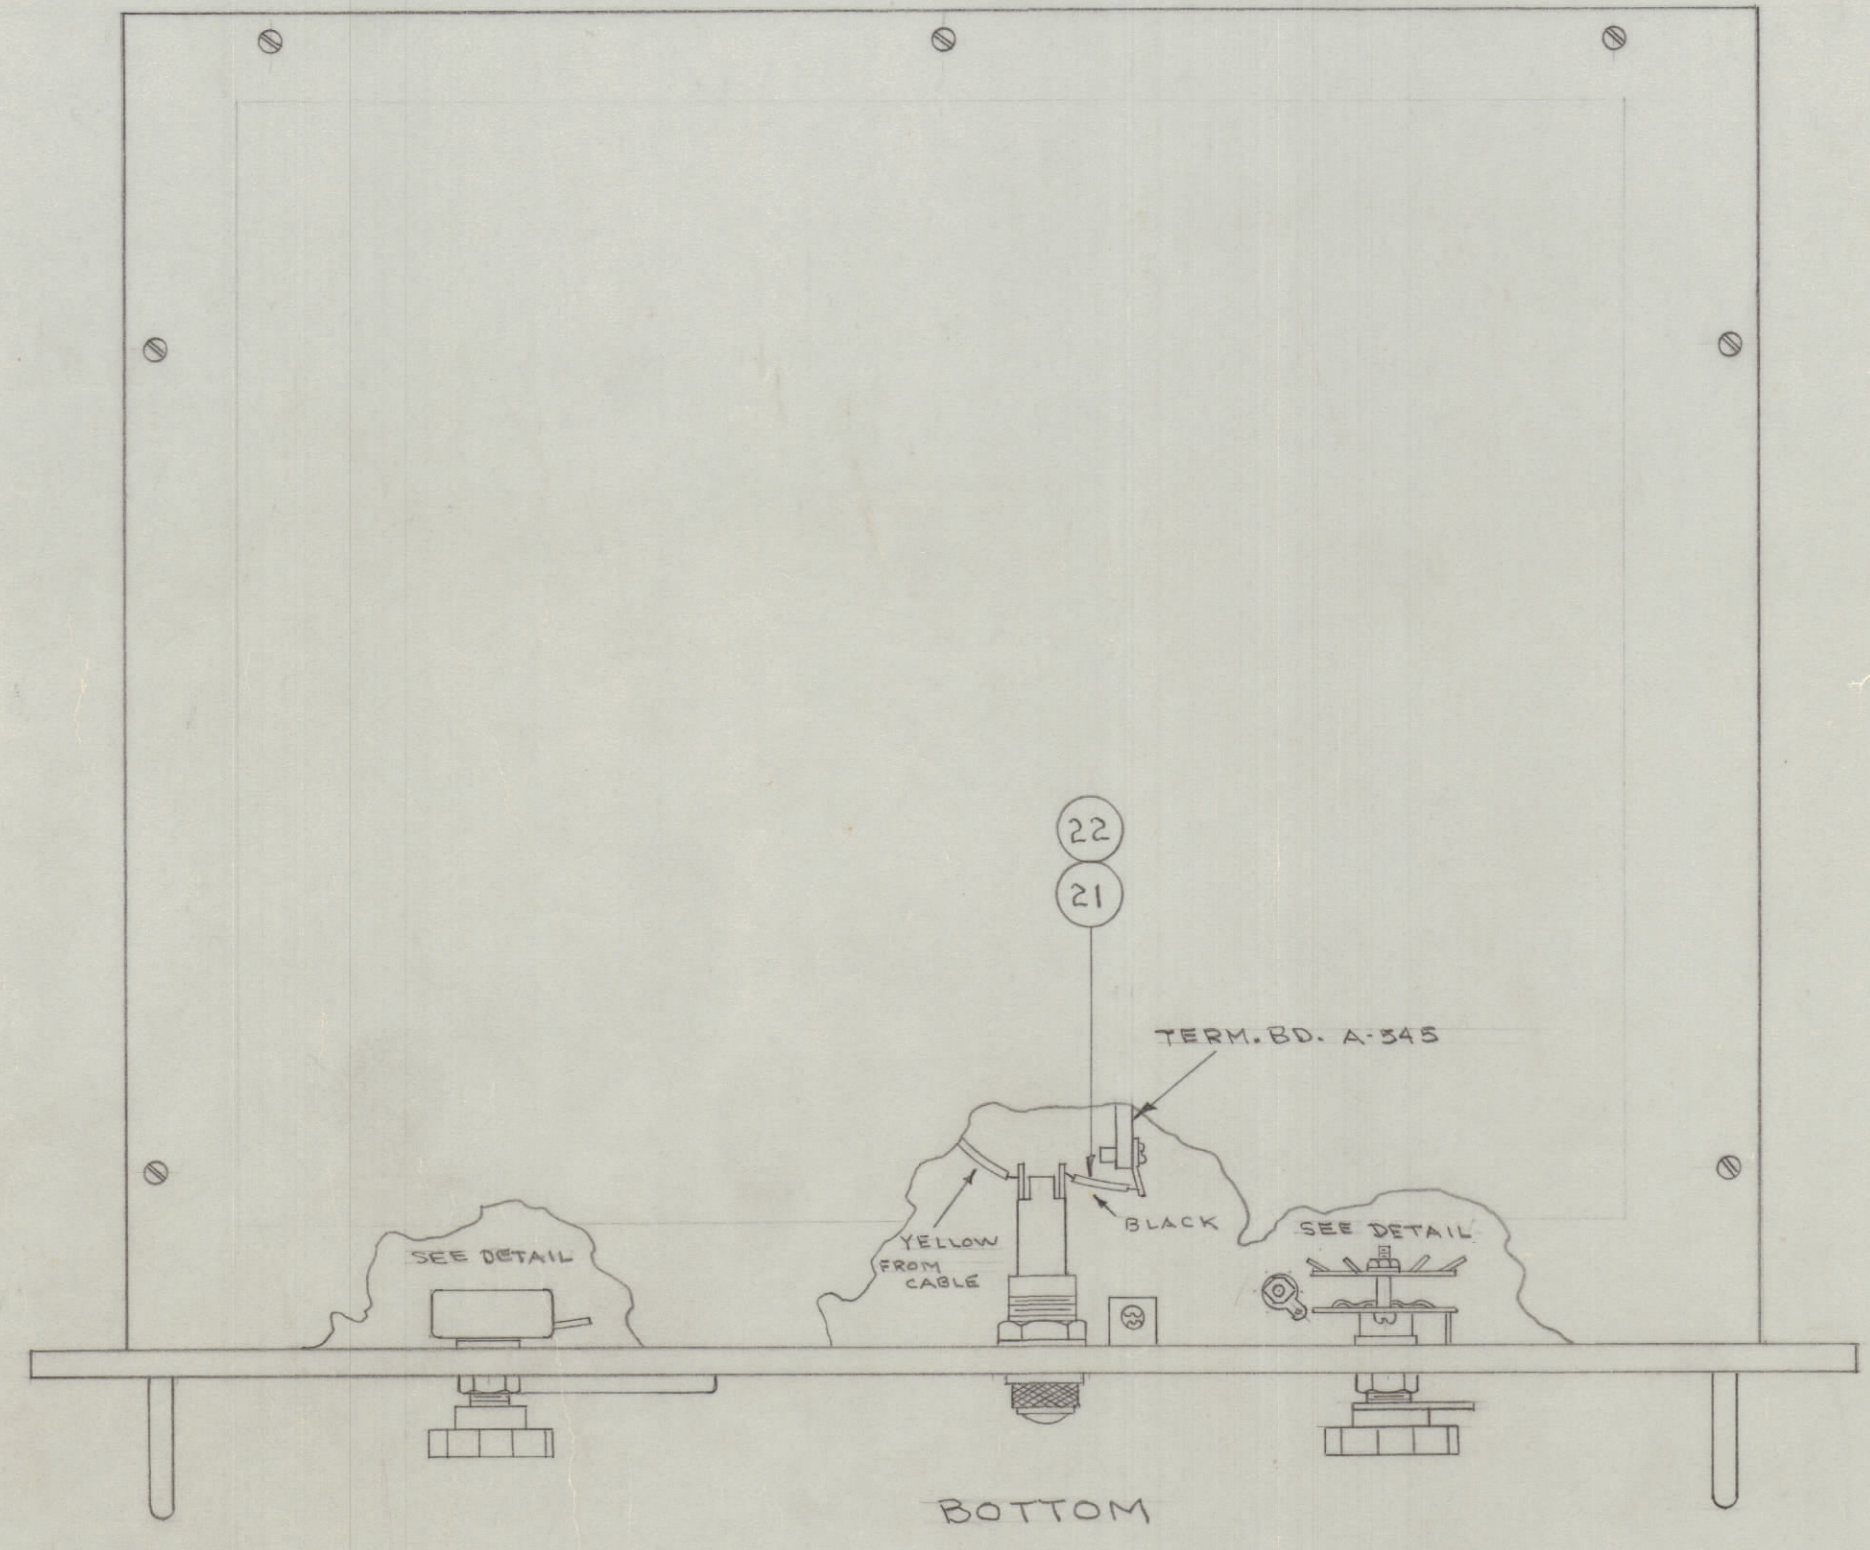 22
21
TERM. BD. A-345
BLACK
YELLOW
FROM
CABLE
SEE DETAIL
SEE DETAIL
BOTTOM